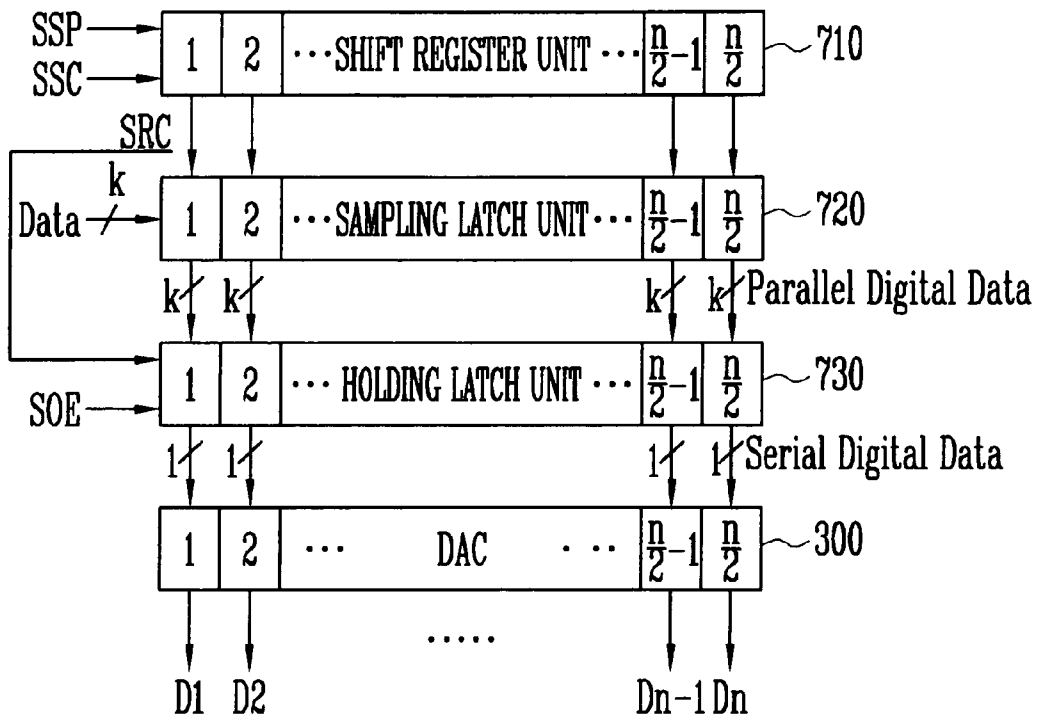 SSP
SSC
1 2 ··· SHIFT REGISTER UNIT ··· n/2-1 n/2 710
SRC
k
Data
1 2 ··· SAMPLING LATCH UNIT ··· n/2-1 n/2 720
k k k k Parallel Digital Data
1 2 ··· HOLDING LATCH UNIT ··· n/2-1 n/2 730
SOE
1 1 1 1 Serial Digital Data
1 2 ··· DAC ··· n/2-1 n/2 300
·····
D1 D2 Dn-1 Dn